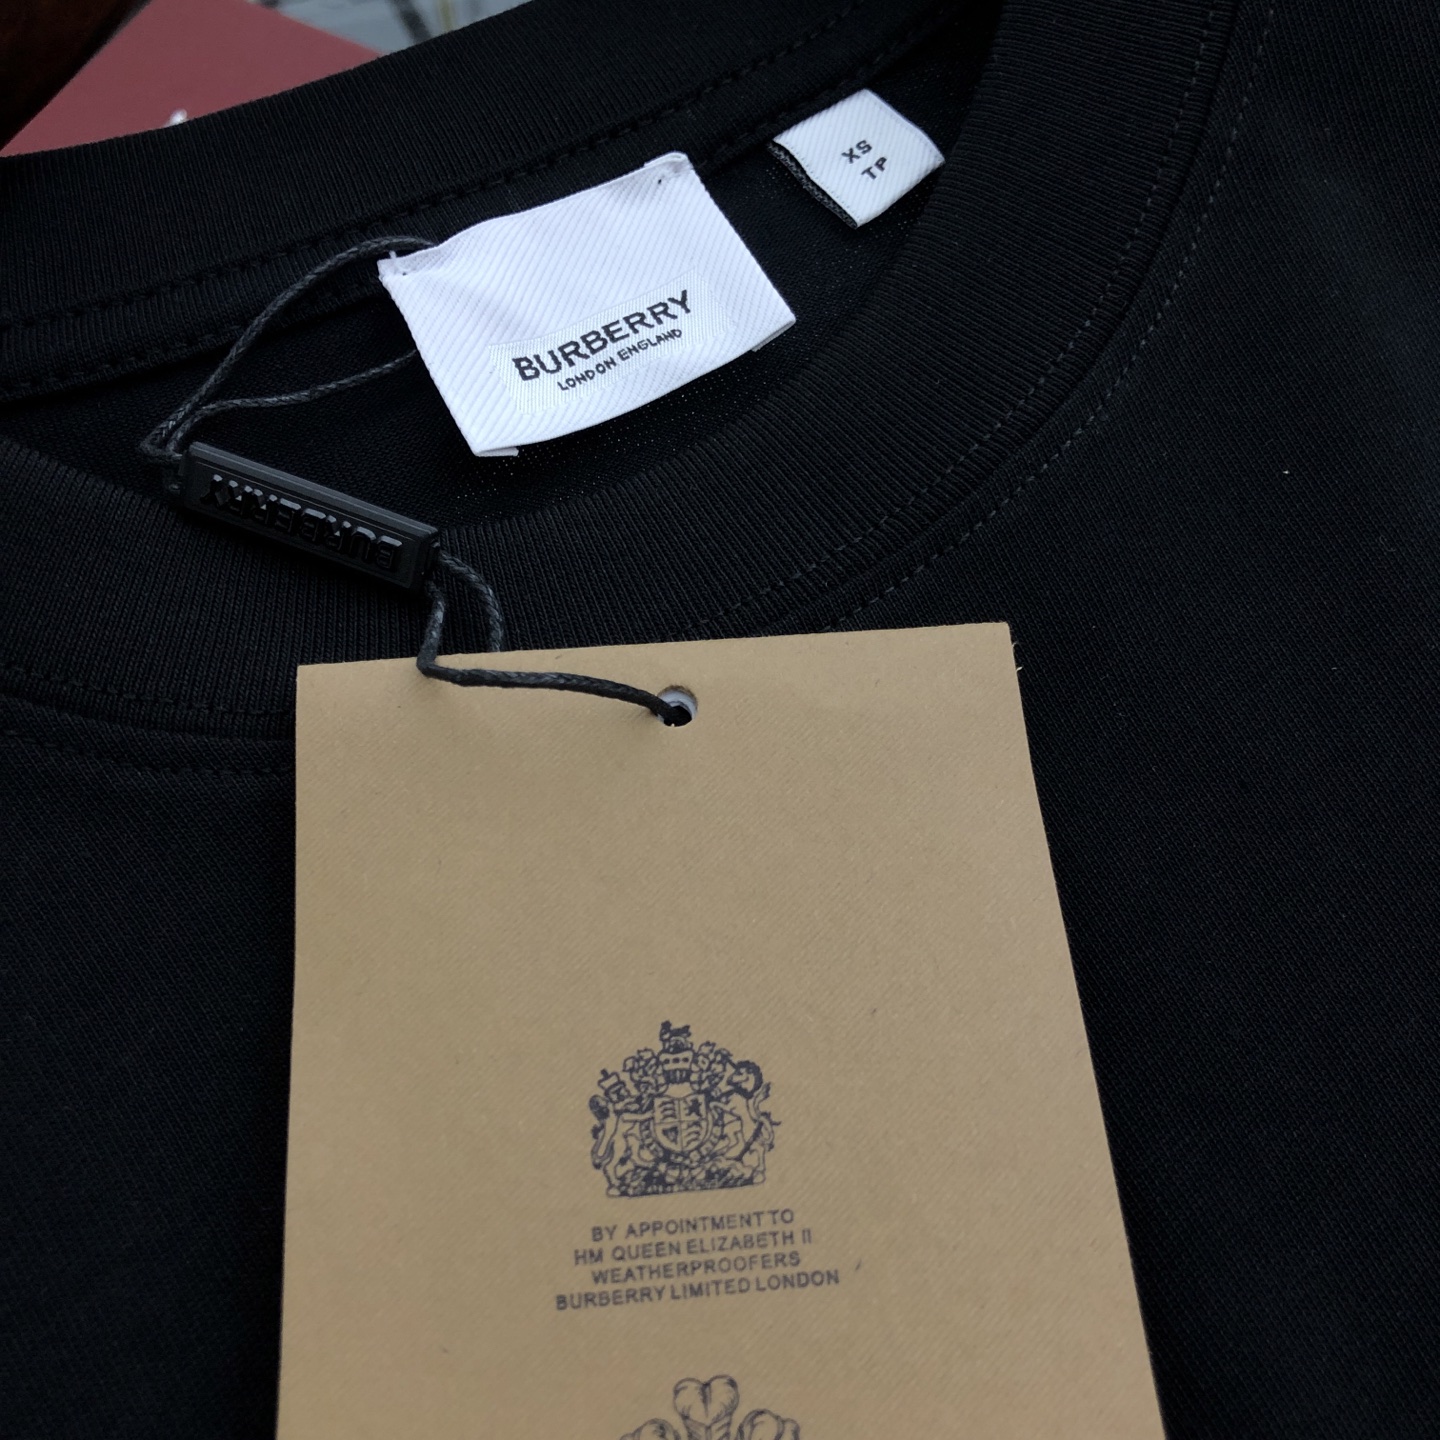 XS
TP
BURBERRY
LONDON ENGLAND
BURBERRY
BY APPOINTMENT TO
HM QUEEN ELIZABETH II
WEATHERPROOFERS
BURBERRY LIMITED LONDON